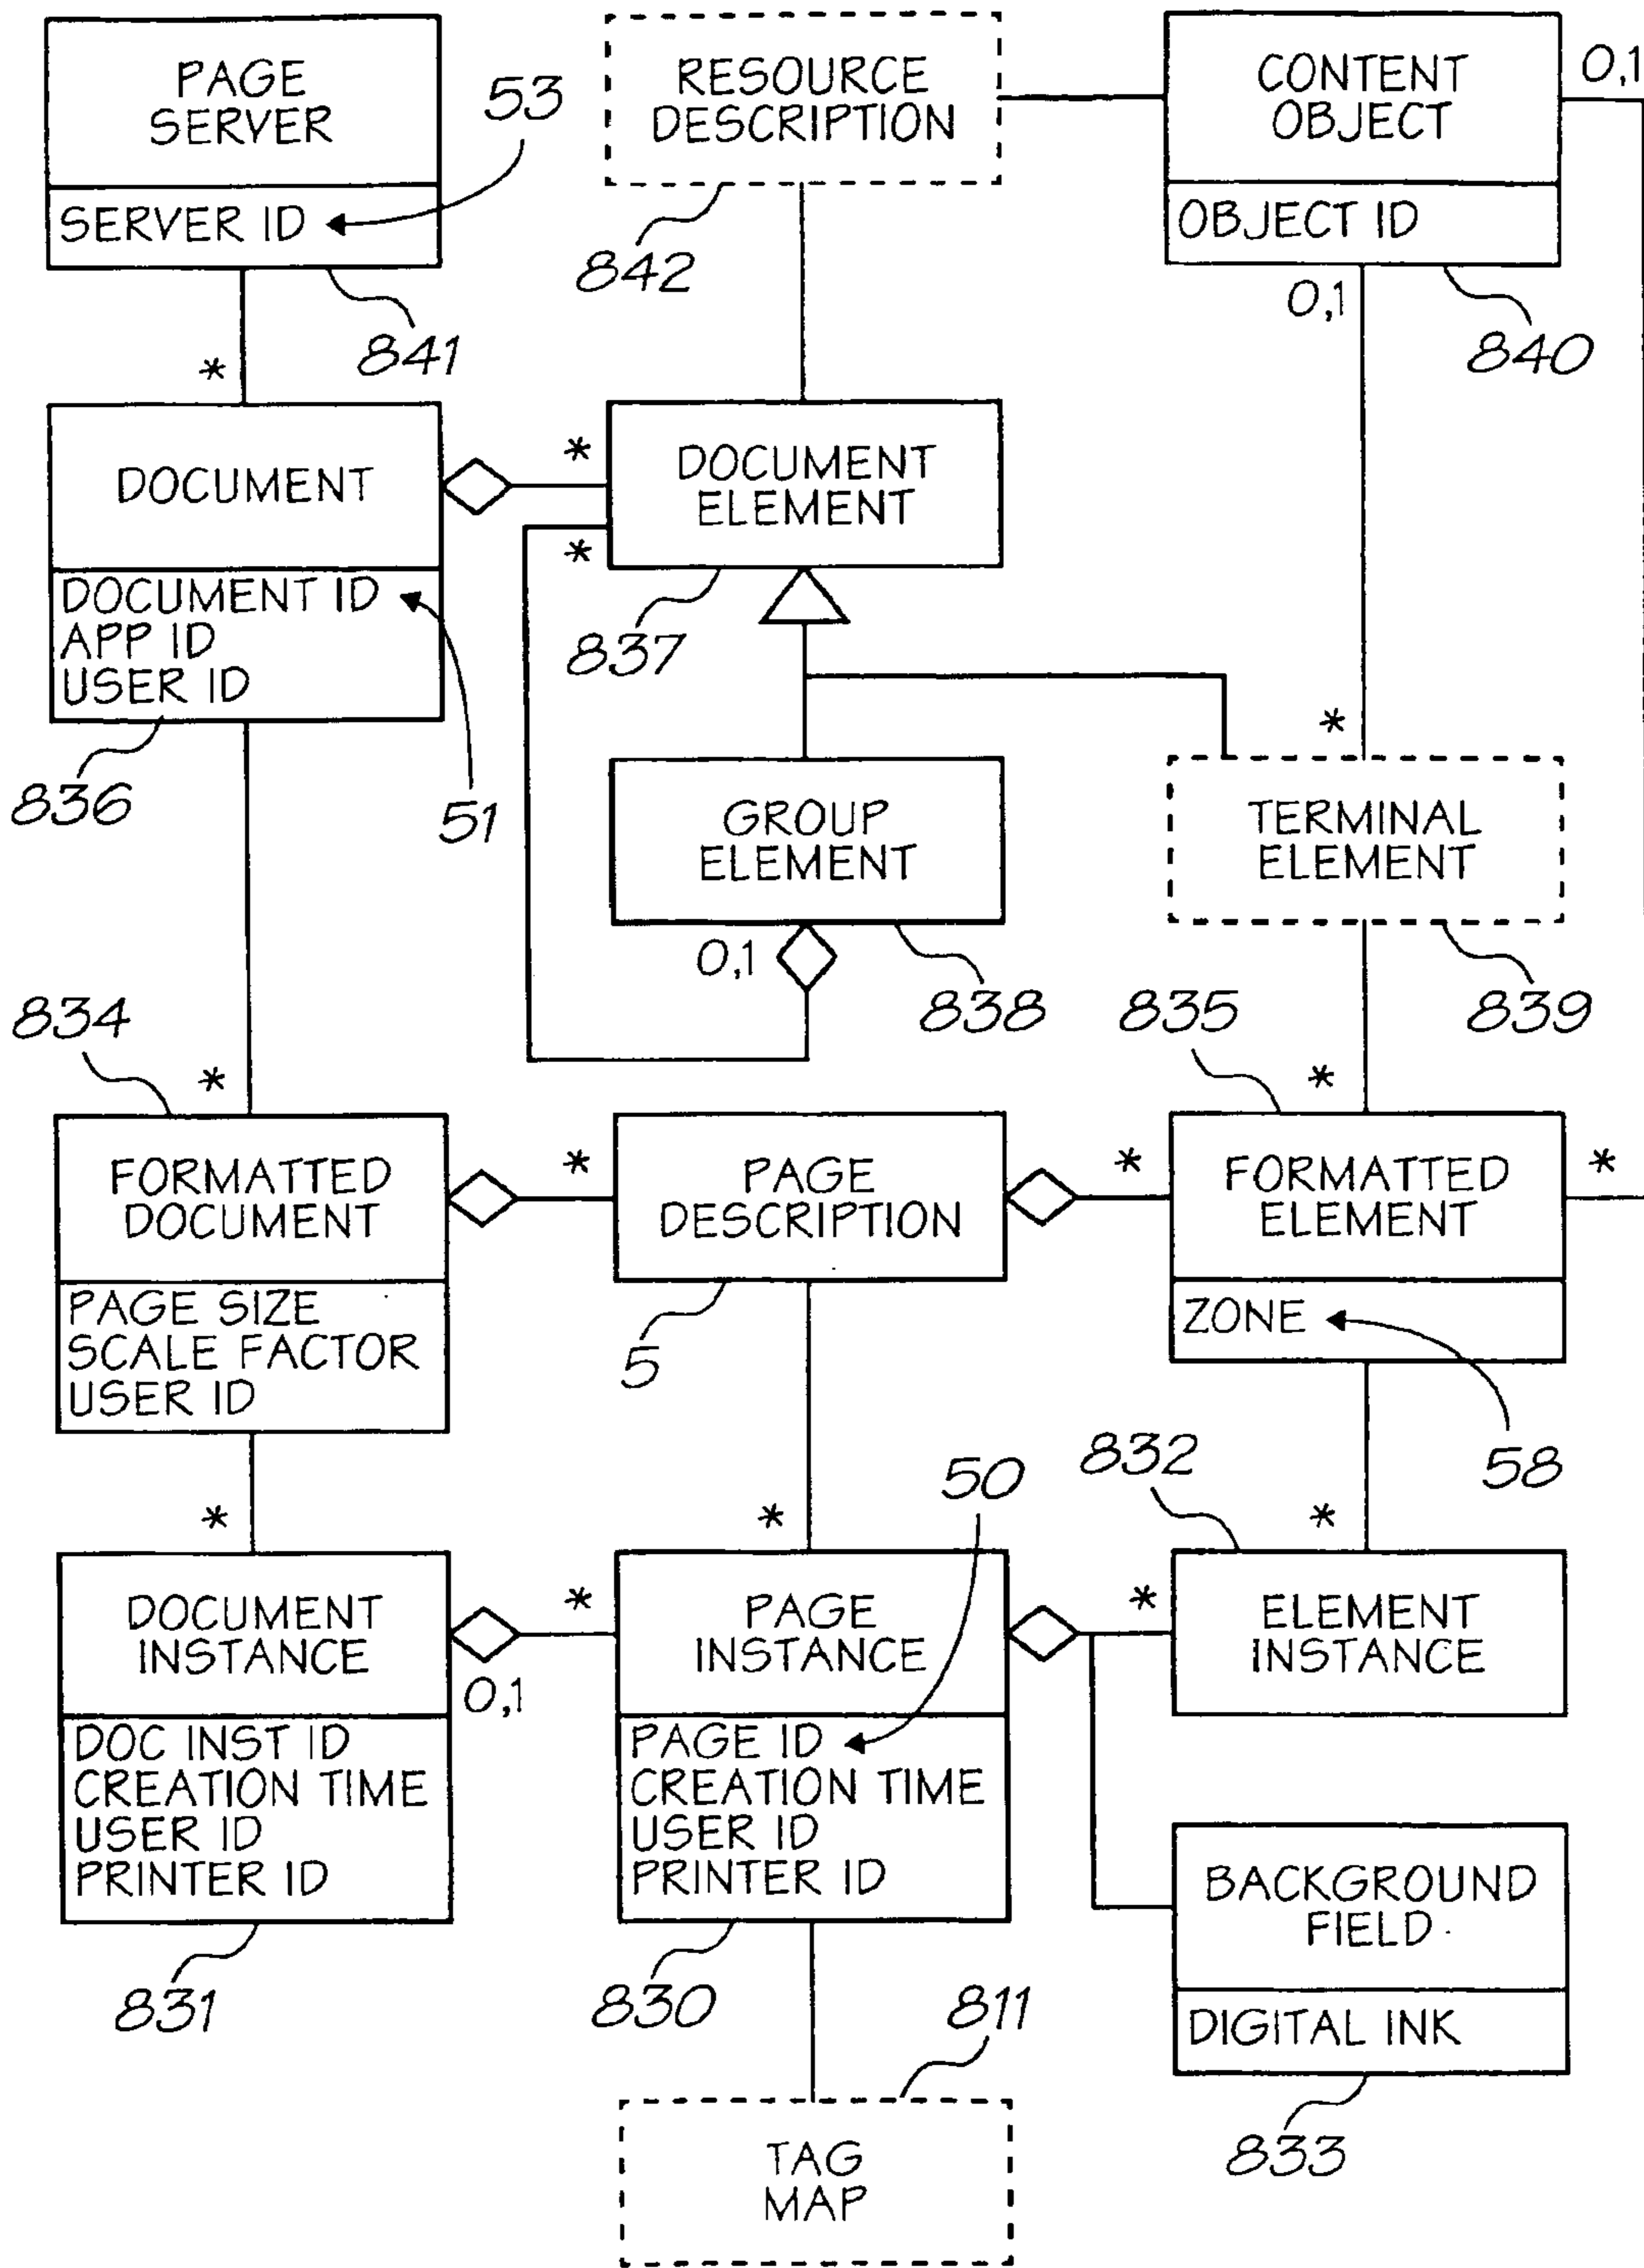 PAGE
SERVER
SERVER ID
53
841
RESOURCE
DESCRIPTION
842
CONTENT
OBJECT
OBJECT ID
0,1
0,1
840
*
DOCUMENT
DOCUMENT ID
APP ID
USER ID
836
51
*
*
DOCUMENT
ELEMENT
837
GROUP
ELEMENT
0,1
838
*
TERMINAL
ELEMENT
839
834
*
FORMATTED
DOCUMENT
PAGE SIZE
SCALE FACTOR
USER ID
*
PAGE
DESCRIPTION
5
835
*
*
FORMATTED
ELEMENT
*
ZONE
58
*
DOCUMENT
INSTANCE
0,1
DOC INST ID
CREATION TIME
USER ID
PRINTER ID
831
*
*
50
PAGE
INSTANCE
PAGE ID
CREATION TIME
USER ID
PRINTER ID
830
832
*
*
ELEMENT
INSTANCE
BACKGROUND
FIELD
DIGITAL INK
833
811
TAG
MAP